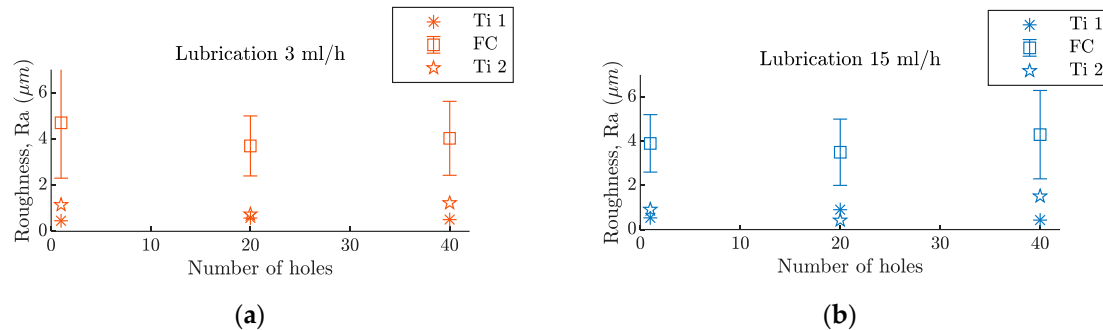 Ti 1
FC
Ti 2
Lubrication 3 ml/h
Roughness, Ra (μm)
6
4
2
0
0 10 20 30 40
Number of holes
(a)
Ti 1
FC
Ti 2
Lubrication 15 ml/h
Roughness, Ra (μm)
6
4
2
0
0 10 20 30 40
Number of holes
(b)